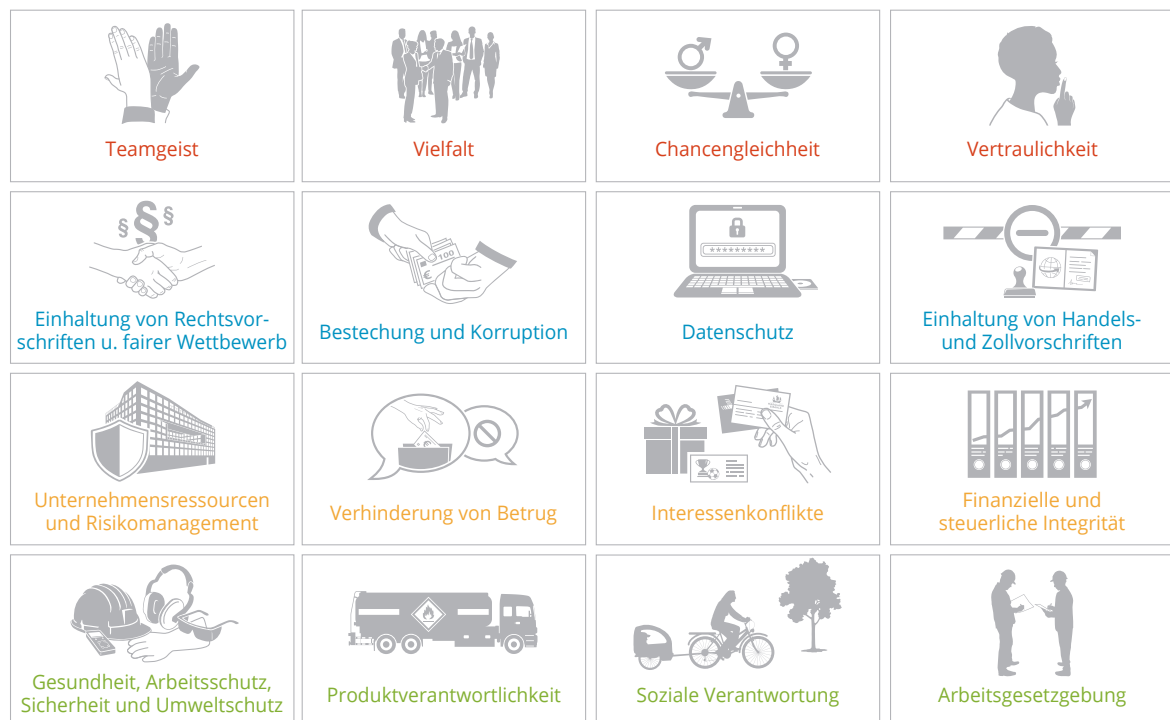 Teamgeist
Vielfalt
Chancengleichheit
Vertraulichkeit
§ § §
Einhaltung von Rechtsvor-
schriften u. fairer Wettbewerb
100
€
Bestechung und Korruption
*********
Datenschutz
Einhaltung von Handels-
und Zollvorschriften
Unternehmensressourcen
und Risikomanagement
Verhinderung von Betrug
Interessenkonflikte
Finanzielle und
steuerliche Integrität
Gesundheit, Arbeitsschutz,
Sicherheit und Umweltschutz
Produktverantwortlichkeit
Soziale Verantwortung
Arbeitsgesetzgebung